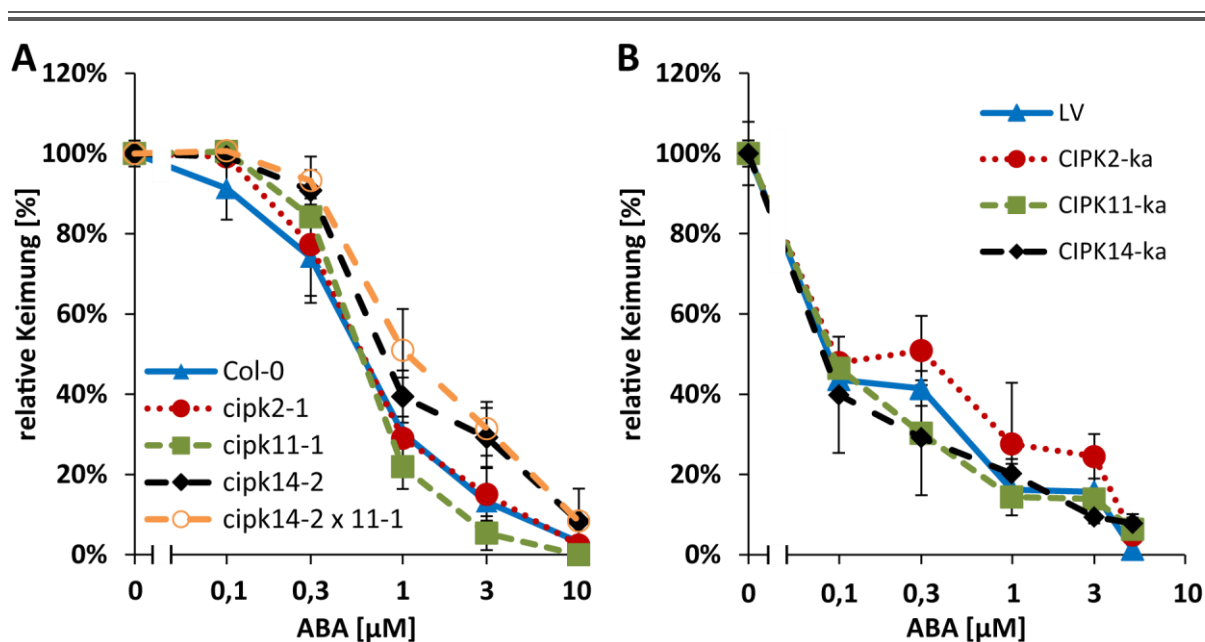 A
120%
100%
80%
60%
40%
20%
0%
relative Keimung [%]
Col-0
cipk2-1
cipk11-1
cipk14-2
cipk14-2 x 11-1
0 0,1 0,3 1 3 10
ABA [µM]
B
120%
100%
80%
60%
40%
20%
0%
relative Keimung [%]
LV
CIPK2-ka
CIPK11-ka
CIPK14-ka
0 0,1 0,3 1 3 10
ABA [µM]